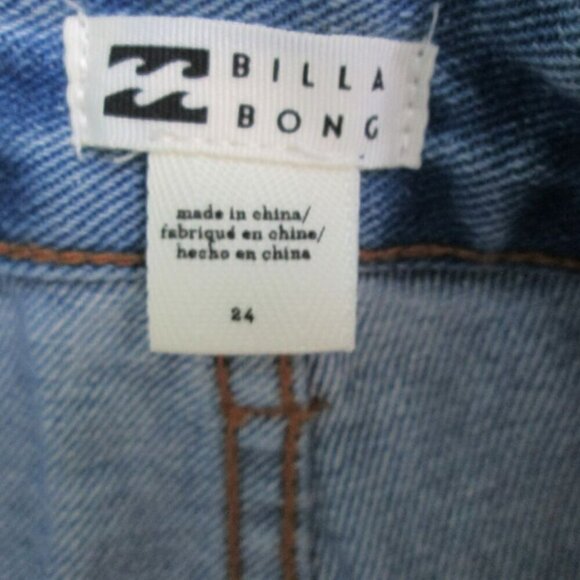 BILLA
BONG
made in china/
fabriqué en chine/
hecho en china
24